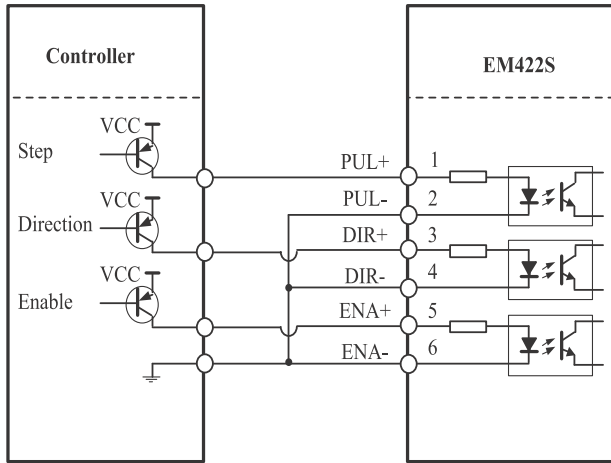 Controller
EM422S
VCC
Step
PUL+ 1
PUL- 2
VCC
Direction
DIR+ 3
DIR- 4
VCC
Enable
ENA+ 5
ENA- 6